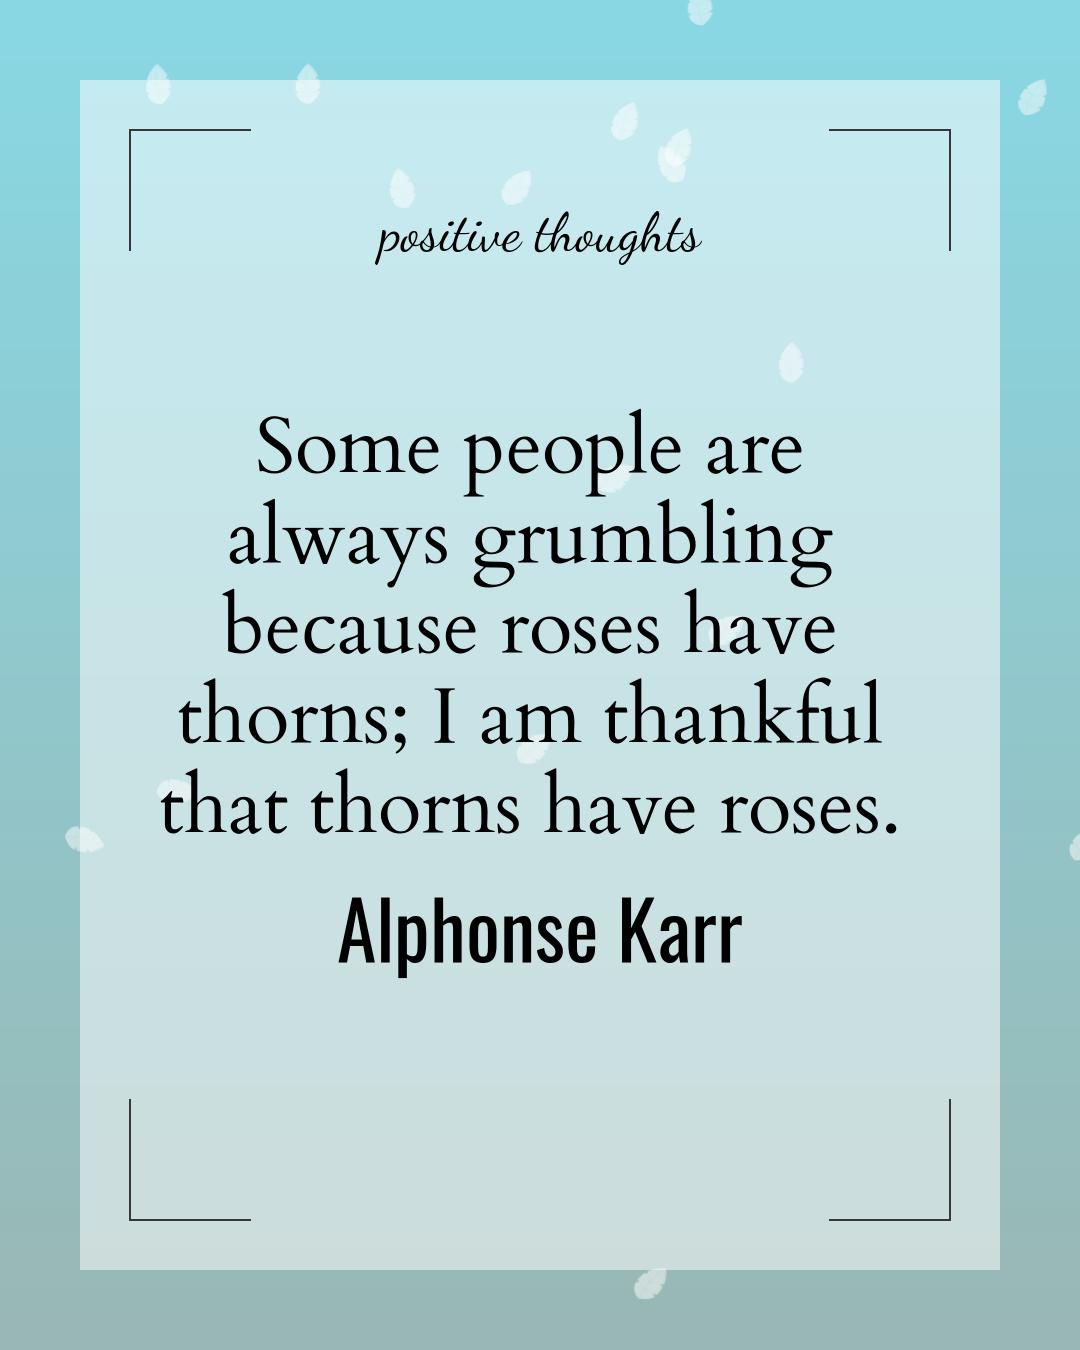 positive thoughts
Some people are
always grumbling
because roses have
thorns; I am thankful
that thorns have roses.
Alphonse Karr